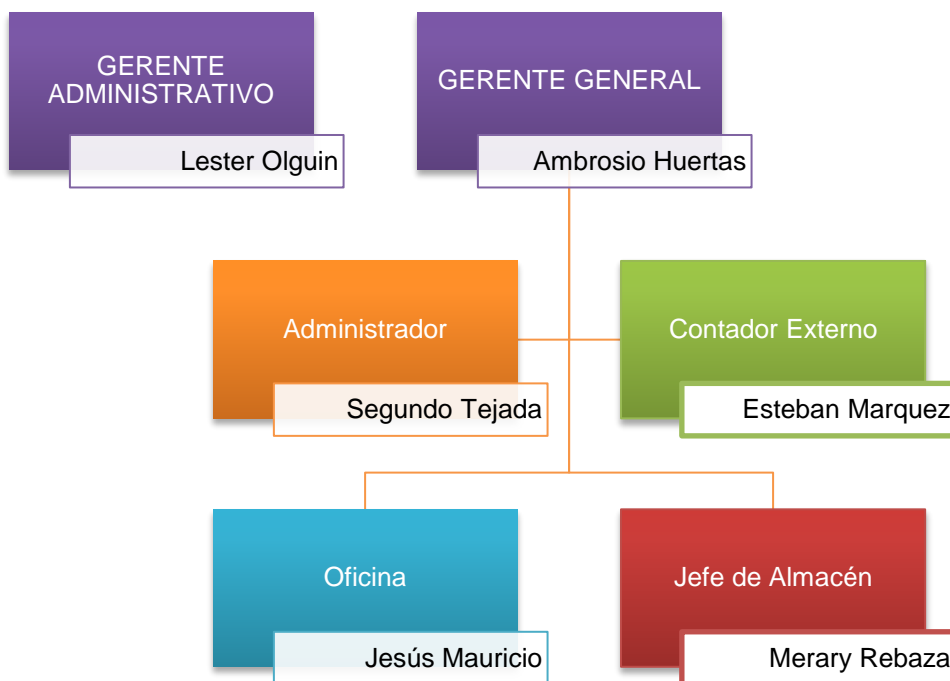 GERENTE
ADMINISTRATIVO
Lester Olguin
GERENTE GENERAL
Ambrosio Huertas
Administrador
Segundo Tejada
Contador Externo
Esteban Marquez
Oficina
Jesús Mauricio
Jefe de Almacén
Merary Rebaza